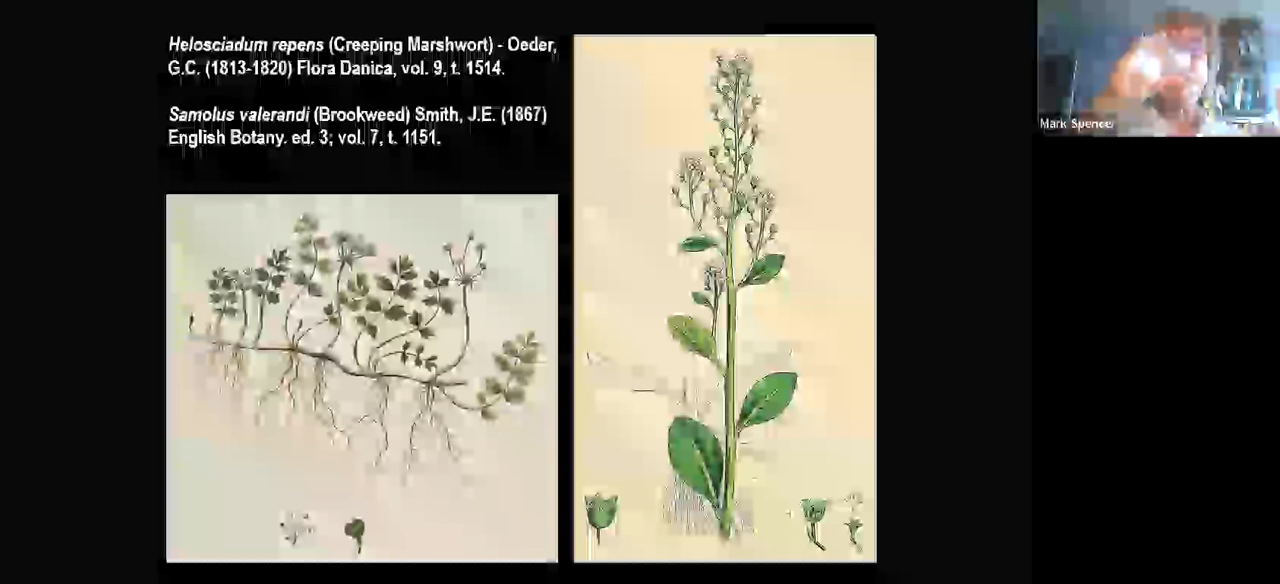 Helosciadum repens (Creeping Marshwort) - Oeder,
G.C. (1813-1820) Flora Danica, vol. 9, t. 1514.
Samolus valerandi (Brookweed) Smith, J.E. (1867)
English Botany. ed. 3; vol. 7, t. 1151.
Mark Spencer